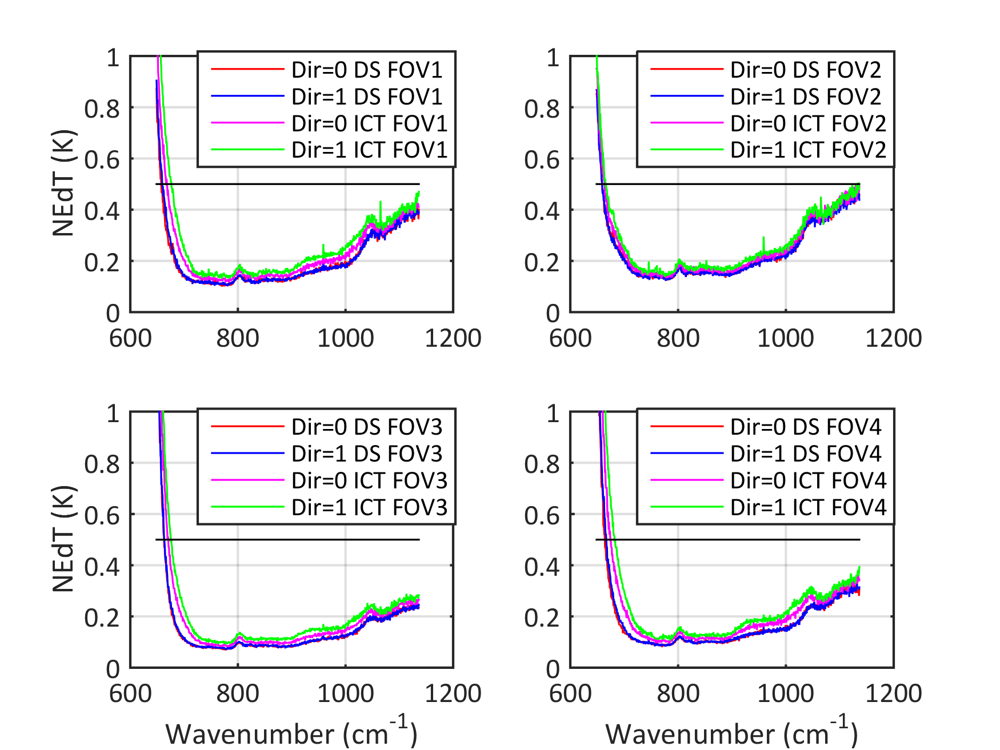 1
0.8
0.6
0.4
0.2
0
NEdT (K)
600 800 1000 1200
Dir=0 DS FOV1
Dir=1 DS FOV1
Dir=0 ICT FOV1
Dir=1 ICT FOV1
1
0.8
0.6
0.4
0.2
0
600 800 1000 1200
Dir=0 DS FOV2
Dir=1 DS FOV2
Dir=0 ICT FOV2
Dir=1 ICT FOV2
1
0.8
0.6
0.4
0.2
0
NEdT (K)
600 800 1000 1200
Wavenumber (cm⁻¹)
Dir=0 DS FOV3
Dir=1 DS FOV3
Dir=0 ICT FOV3
Dir=1 ICT FOV3
1
0.8
0.6
0.4
0.2
0
600 800 1000 1200
Wavenumber (cm⁻¹)
Dir=0 DS FOV4
Dir=1 DS FOV4
Dir=0 ICT FOV4
Dir=1 ICT FOV4